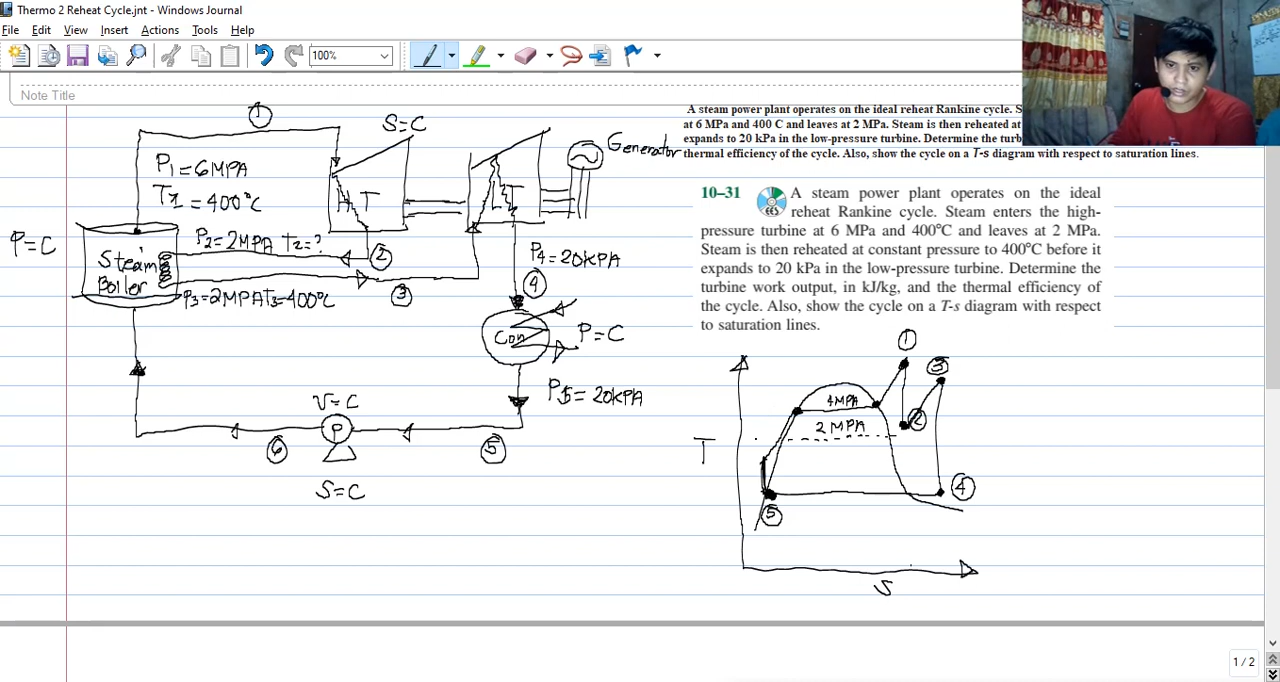 Thermo 2 Reheat Cycle.jnt - Windows Journal
File Edit View Insert Actions Tools Help
100%
Note Title
A steam power plant operates on the ideal reheat Rankine cycle. S
at 6 MPa and 400 C and leaves at 2 MPa. Steam is then reheated at
expands to 20 kPa in the low-pressure turbine. Determine the turb
thermal efficiency of the cycle. Also, show the cycle on a T-s diagram with respect to saturation lines.
10–31 A steam power plant operates on the ideal
reheat Rankine cycle. Steam enters the high-
pressure turbine at 6 MPa and 400°C and leaves at 2 MPa.
Steam is then reheated at constant pressure to 400°C before it
expands to 20 kPa in the low-pressure turbine. Determine the
turbine work output, in kJ/kg, and the thermal efficiency of
the cycle. Also, show the cycle on a T-s diagram with respect
to saturation lines.
1
S=C
Generator
P1 = 6MPA
T1 = 400°C
HT
LT
P=C
P2=2MPA T2=?
2
Steam
Boiler
P3=2MPA T3=400°C
3
P4=20KPA
4
Con
P=C
P5=20KPA
V=C
P
6
5
S=C
1
3
4MPA
2
2 MPA
T
4
5
S
1 / 2